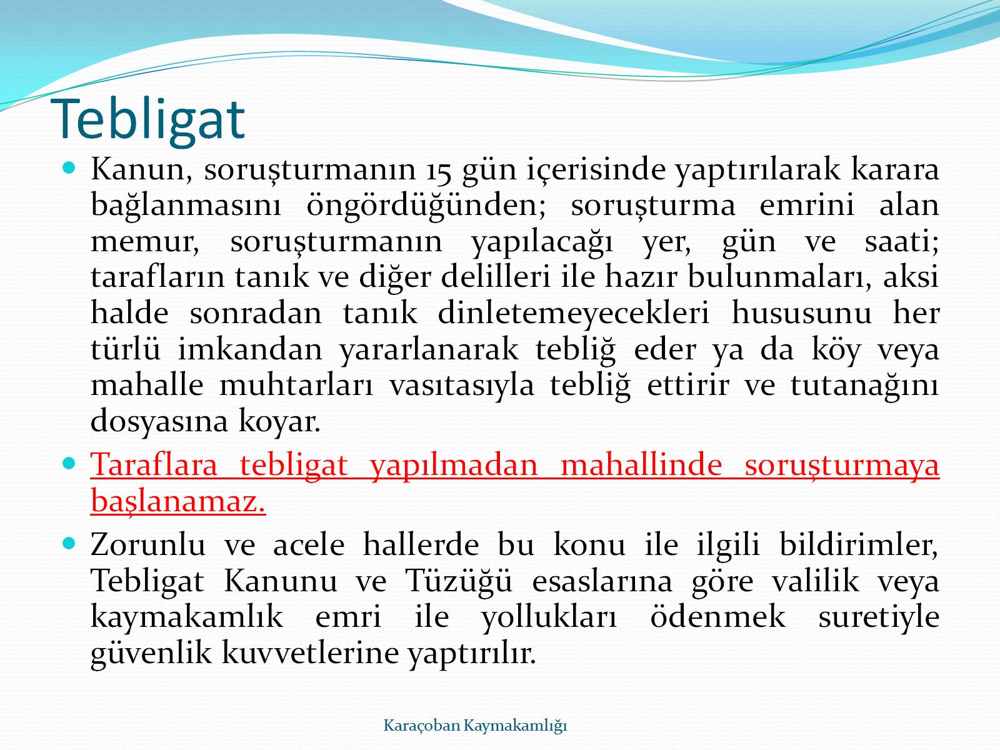 Tebligat
Kanun, soruşturmanın 15 gün içerisinde yaptırılarak karara
bağlanmasını öngördüğünden; soruşturma emrini alan
memur, soruşturmanın yapılacağı yer, gün ve saati;
tarafların tanık ve diğer delilleri ile hazır bulunmaları, aksi
halde sonradan tanık dinletemeyecekleri hususunu her
türlü imkandan yararlanarak tebliğ eder ya da köy veya
mahalle muhtarları vasıtasıyla tebliğ ettirir ve tutanağını
dosyasına koyar.
Taraflara tebligat yapılmadan mahallinde soruşturmaya
başlanamaz.
Zorunlu ve acele hallerde bu konu ile ilgili bildirimler,
Tebligat Kanunu ve Tüzüğü esaslarına göre valilik veya
kaymakamlık emri ile yollukları ödenmek suretiyle
güvenlik kuvvetlerine yaptırılır.
Karaçoban Kaymakamlığı